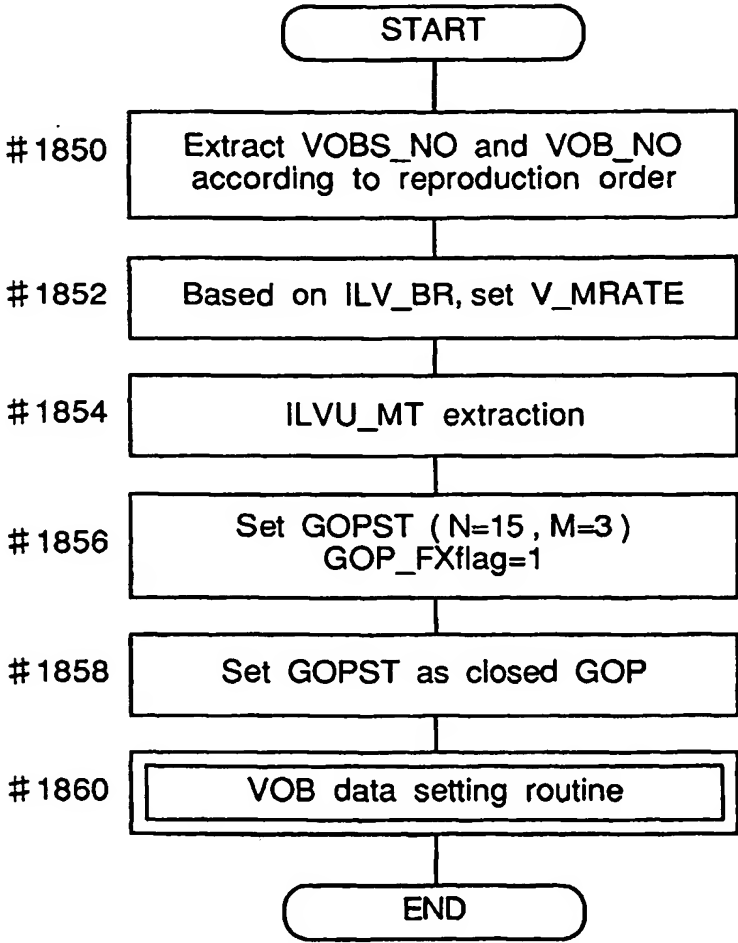 START
#1850
Extract VOBS_NO and VOB_NO
according to reproduction order
#1852
Based on ILV_BR, set V_MRATE
#1854
ILVU_MT extraction
#1856
Set GOPST (N=15, M=3)
GOP_FXflag=1
#1858
Set GOPST as closed GOP
#1860
VOB data setting routine
END